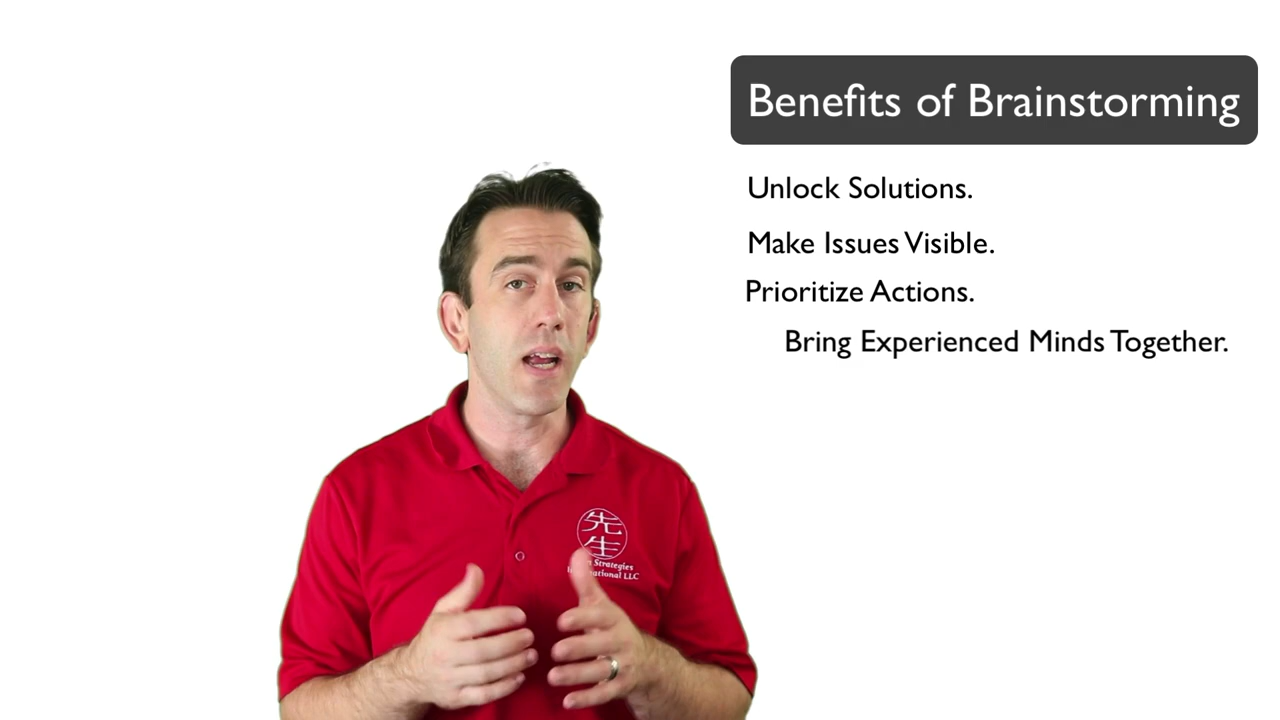 Benefits of Brainstorming
Unlock Solutions.
Make Issues Visible.
Prioritize Actions.
Bring Experienced Minds Together.
先
生
Strategies
LLC